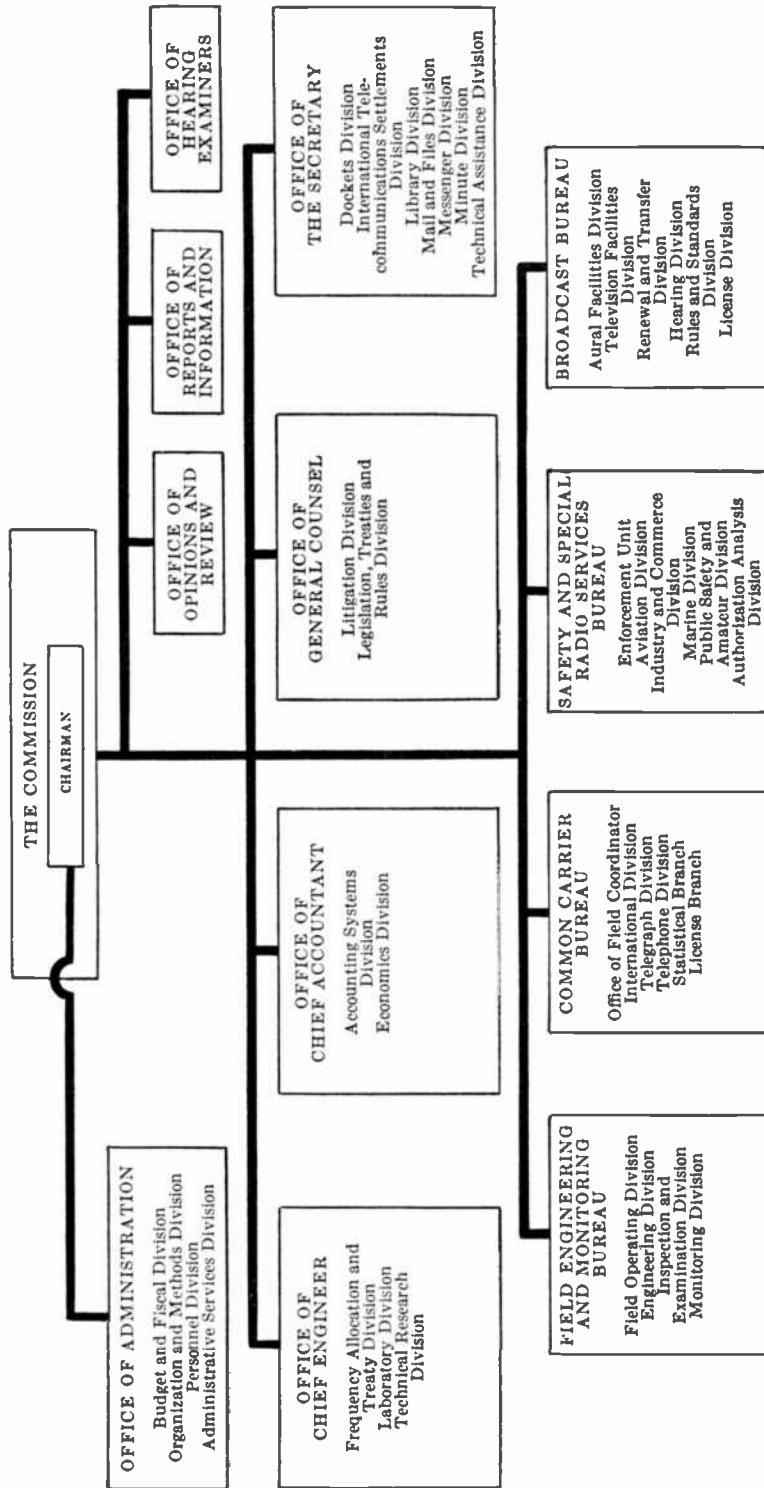 THE COMMISSION
CHAIRMAN
OFFICE OF ADMINISTRATION
Budget and Fiscal Division
Organization and Methods Division
Personnel Division
Administrative Services Division
OFFICE OF
OPINIONS AND
REVIEW
OFFICE OF
REPORTS AND
INFORMATION
OFFICE OF
HEARING
EXAMINERS
OFFICE OF
CHIEF ENGINEER
Frequency Allocation and
Treaty Division
Laboratory Division
Technical Research
Division
OFFICE OF
CHIEF ACCOUNTANT
Accounting Systems
Division
Economics Division
OFFICE OF
GENERAL COUNSEL
Litigation Division
Legislation, Treaties and
Rules Division
OFFICE OF
THE SECRETARY
Dockets Division
International Tele-
communications Settlements
Division
Library Division
Mail and Files Division
Messenger Division
Minute Division
Technical Assistance Division
FIELD ENGINEERING
AND MONITORING
BUREAU
Field Operating Division
Engineering Division
Inspection and
Examination Division
Monitoring Division
COMMON CARRIER
BUREAU
Office of Field Coordinator
International Division
Telegraph Division
Telephone Division
Statistical Branch
License Branch
SAFETY AND SPECIAL
RADIO SERVICES
BUREAU
Enforcement Unit
Aviation Division
Industry and Commerce
Division
Marine Division
Public Safety and
Amateur Division
Authorization Analysis
Division
BROADCAST BUREAU
Aural Facilities Division
Television Facilities
Division
Renewal and Transfer
Division
Hearing Division
Rules and Standards
Division
License Division